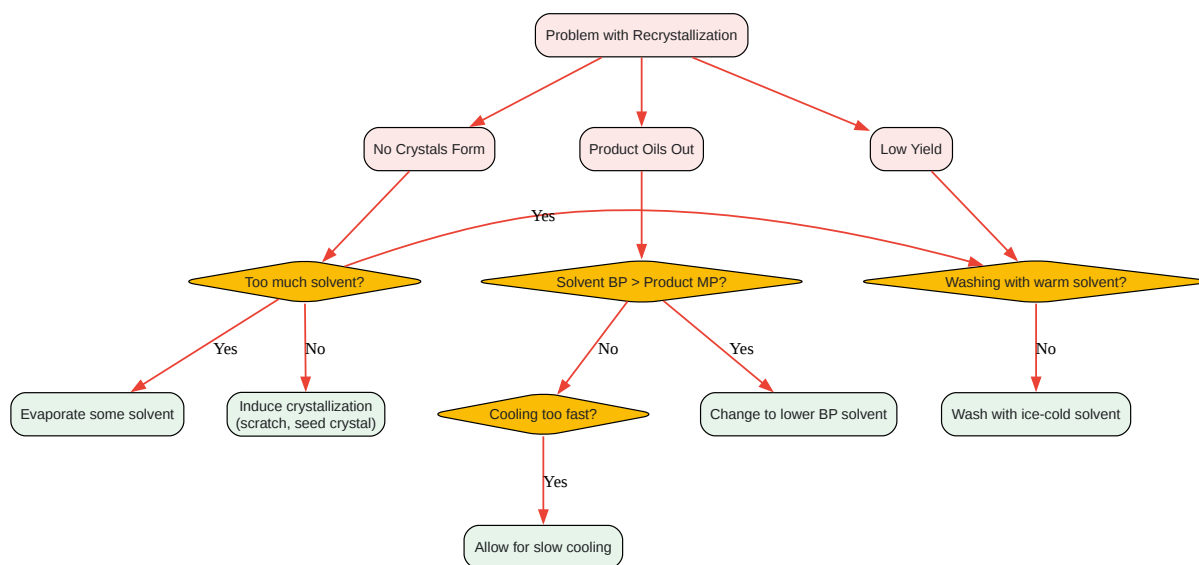 Problem with Recrystallization
No Crystals Form
Product Oils Out
Low Yield
Yes
Too much solvent?
Solvent BP > Product MP?
Washing with warm solvent?
Yes
No
No
Yes
No
Evaporate some solvent
Induce crystallization
(scratch, seed crystal)
Cooling too fast?
Change to lower BP solvent
Wash with ice-cold solvent
Yes
Allow for slow cooling